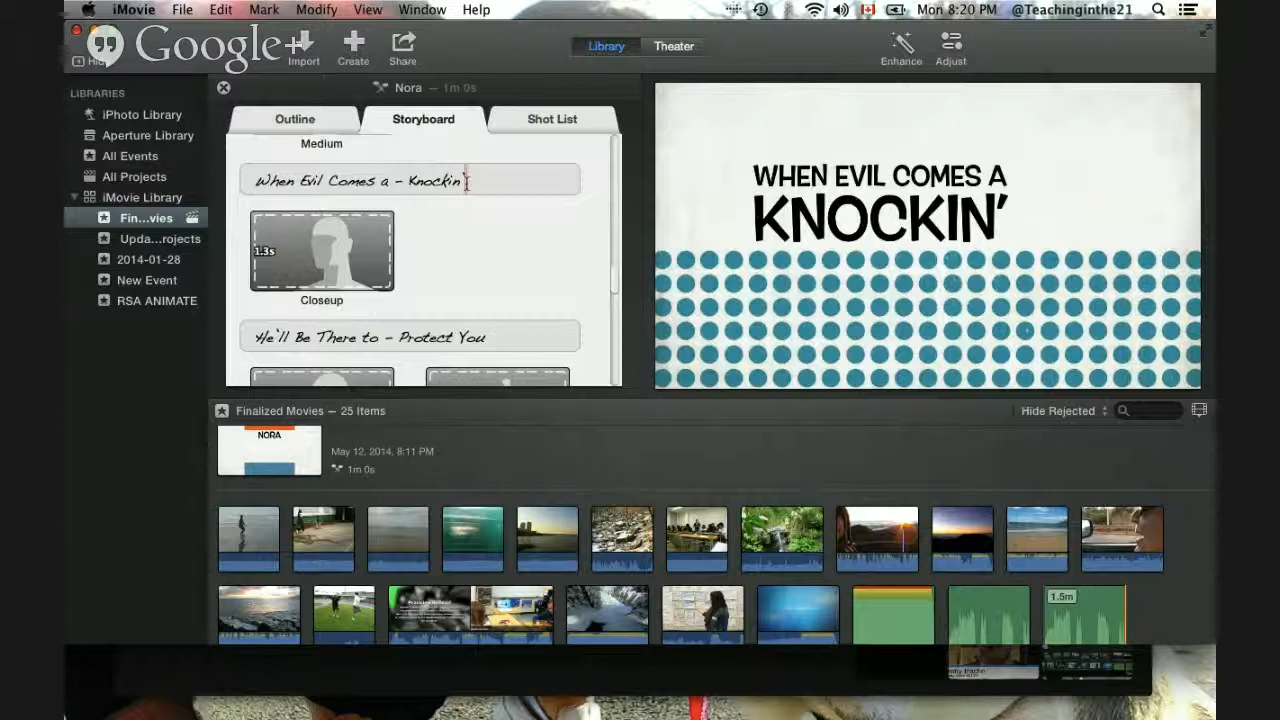 iMovie File Edit Mark Modify View Window Help Mon 8:20 PM @Teachinginthe21
Google+
Import Create Share
Library Theater
Enhance Adjust
LIBRARIES
iPhoto Library
Aperture Library
All Events
All Projects
iMovie Library
Fin...vies
Upda...rojects
2014-01-28
New Event
RSA ANIMATE
Nora – 1m 0s
Outline Storyboard Shot List
Medium
When Evil Comes a - Knockin'
1.3s
Closeup
He'll Be There to - Protect You
WHEN EVIL COMES A
KNOCKIN'
Finalized Movies — 25 Items
Hide Rejected
NORA
May 12, 2014, 8:11 PM
1m 0s
1.5m